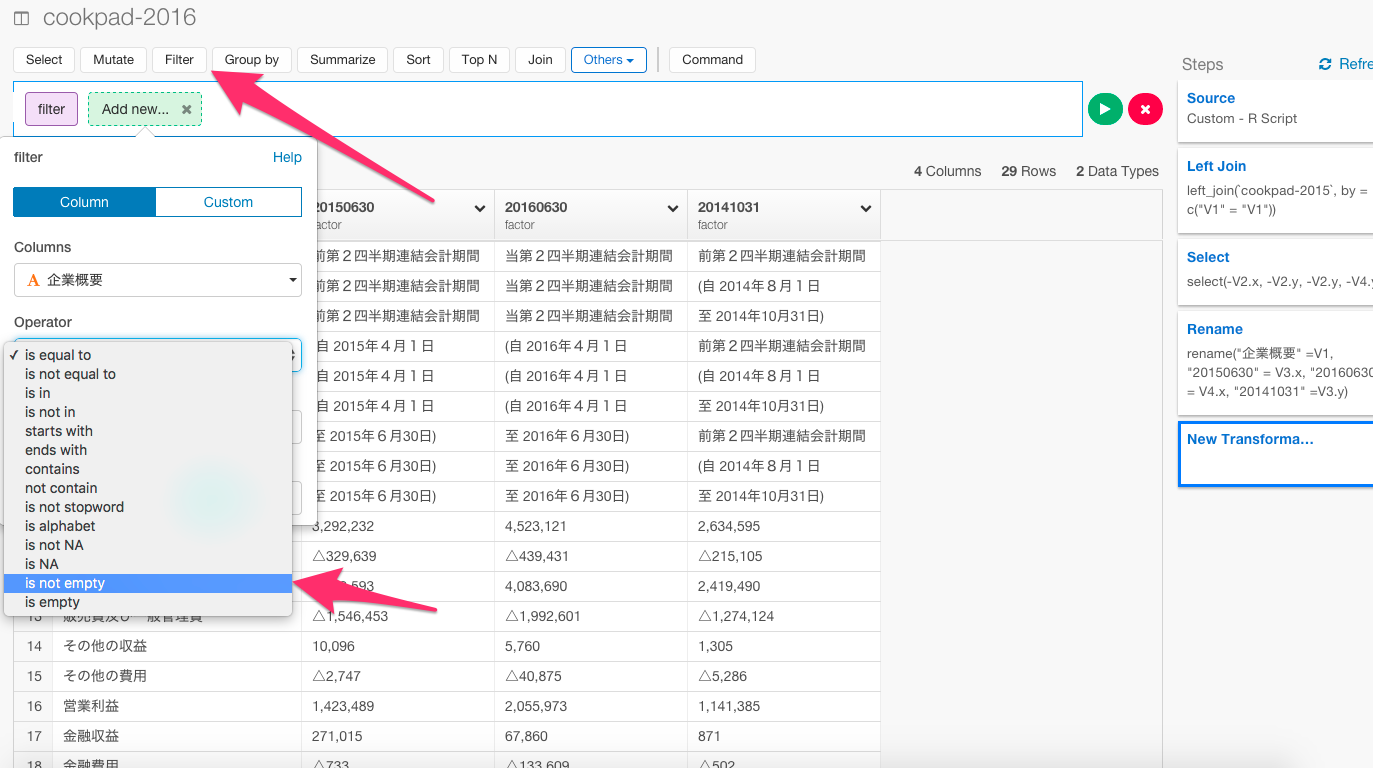 cookpad-2016
Select Mutate Filter Group by Summarize Sort Top N Join Others Command
filter Add new...
filter Help
Column Custom
Columns
A 企業概要
Operator
is equal to
is not equal to
is in
is not in
starts with
ends with
contains
not contain
is not stopword
is alphabet
is not NA
is NA
is not empty
is empty
4 Columns 29 Rows 2 Data Types
20150630 20160630 20141031
factor factor factor
前第２四半期連結会計期間 当第２四半期連結会計期間 前第２四半期連結会計期間
前第２四半期連結会計期間 当第２四半期連結会計期間 (自 2014年８月１日
前第２四半期連結会計期間 当第２四半期連結会計期間 至 2014年10月31日)
(自 2015年４月１日 (自 2016年４月１日 前第２四半期連結会計期間
(自 2015年４月１日 (自 2016年４月１日 (自 2014年８月１日
(自 2015年４月１日 (自 2016年４月１日 至 2014年10月31日)
至 2015年６月30日) 至 2016年６月30日) 前第２四半期連結会計期間
至 2015年６月30日) 至 2016年６月30日) (自 2014年８月１日
至 2015年６月30日) 至 2016年６月30日) 至 2014年10月31日)
3,292,232 4,523,121 2,634,595
△329,639 △439,431 △215,105
593 4,083,690 2,419,490
13 販売費及び一般管理費 △1,546,453 △1,992,601 △1,274,124
14 その他の収益 10,096 5,760 1,305
15 その他の費用 △2,747 △40,875 △5,286
16 営業利益 1,423,489 2,055,973 1,141,385
17 金融収益 271,015 67,860 871
18 金融費用 △733 △133,609 △502
Steps Refre
Source
Custom - R Script
Left Join
left_join(`cookpad-2015`, by =
c("V1" = "V1"))
Select
select(-V2.x, -V2.y, -V2.y, -V4.y
Rename
rename("企業概要" =V1,
"20150630" = V3.x, "20160630
= V4.x, "20141031" =V3.y)
New Transforma...